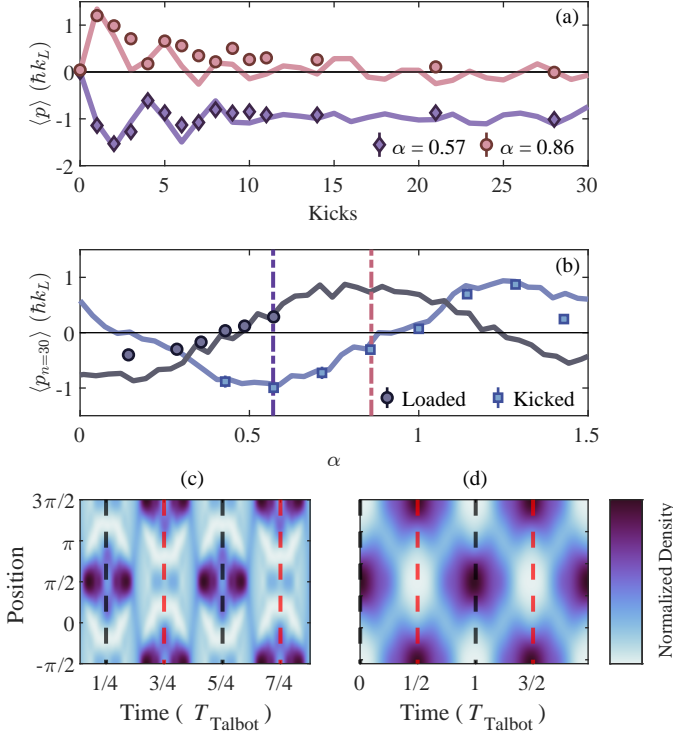 (a)
1
0
-1
-2
⟨p⟩ (ħk_L)
α = 0.57 α = 0.86
0 5 10 15 20 25 30
Kicks
(b)
1
0
-1
⟨p_{n=30}⟩ (ħk_L)
Loaded Kicked
0 0.5 1 1.5
α
(c) (d)
3π/2
π
π/2
0
-π/2
Position
1/4 3/4 5/4 7/4
0 1/2 1 3/2
Time ( T_Talbot) Time ( T_Talbot)
Normalized Density